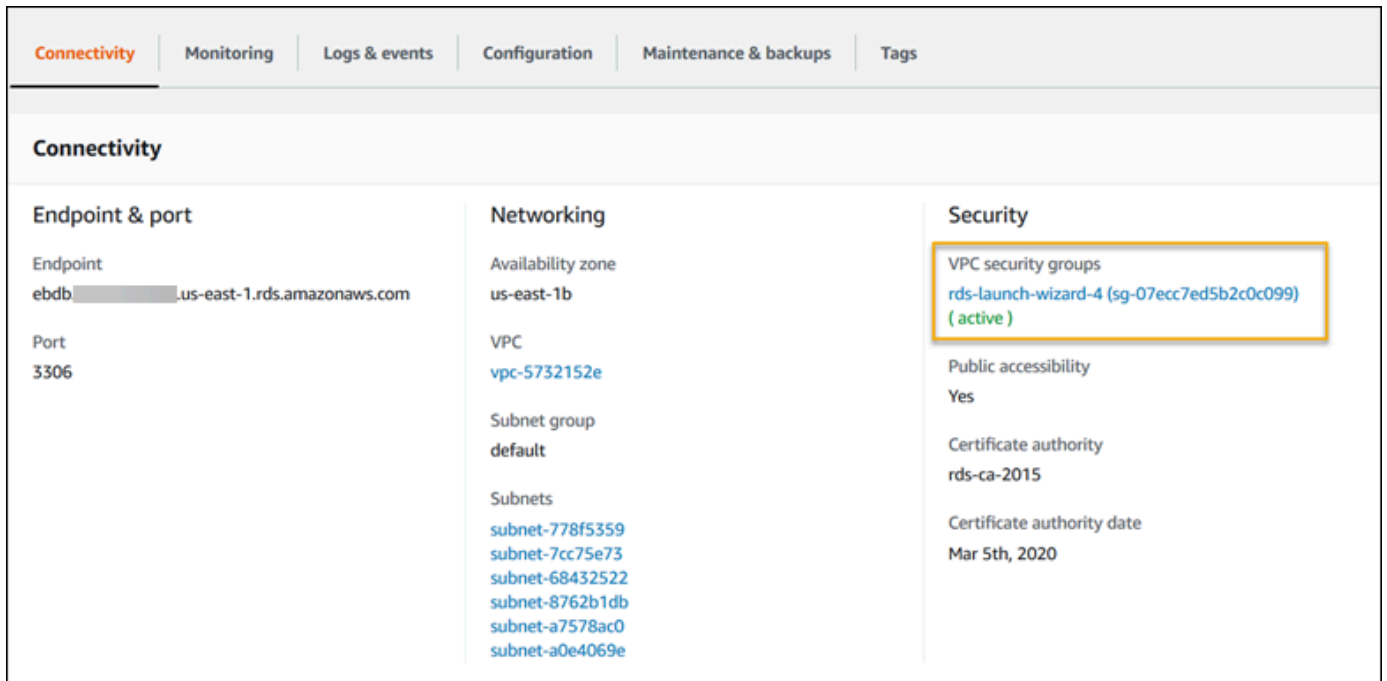 Connectivity
Monitoring
Logs & events
Configuration
Maintenance & backups
Tags
Connectivity
Endpoint & port
Endpoint
ebdb. .us-east-1.rds.amazonaws.com
Port
3306
Networking
Availability zone
us-east-1b
VPC
vpc-5732152e
Subnet group
default
Subnets
subnet-778f5359
subnet-7cc75e73
subnet-68432522
subnet-8762b1db
subnet-a7578ac0
subnet-a0e4069e
Security
VPC security groups
rds-launch-wizard-4 (sg-07ecc7ed5b2c0c099)
( active )
Public accessibility
Yes
Certificate authority
rds-ca-2015
Certificate authority date
Mar 5th, 2020